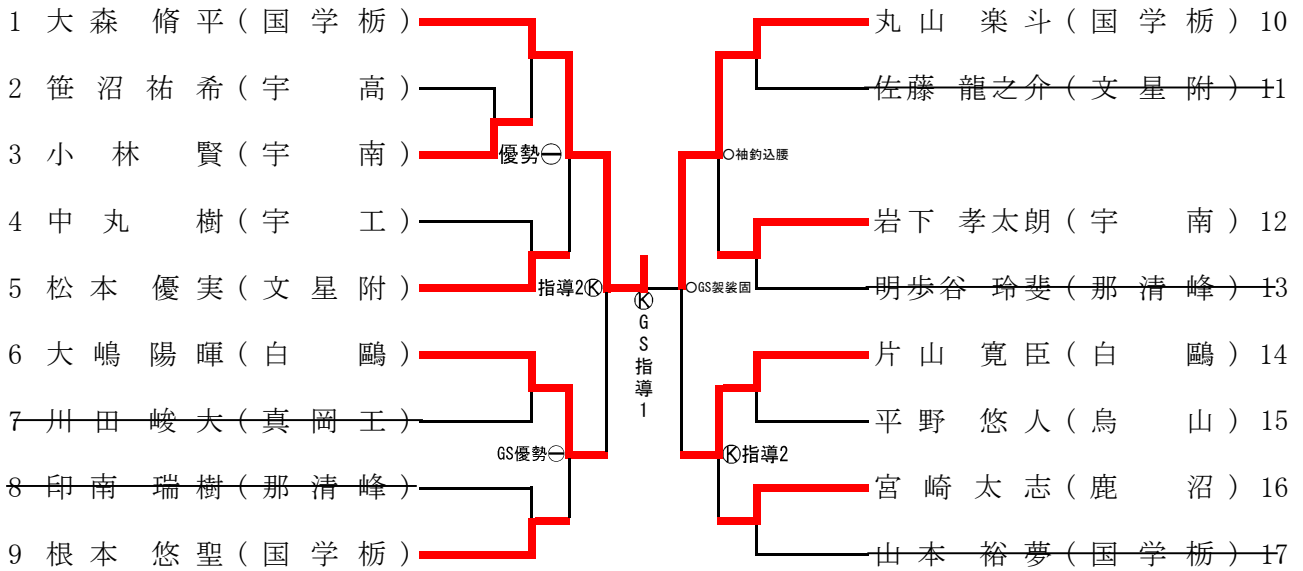 1 大森 脩平(国学栃)
2 笹沼祐希(宇 高)
3 小林 賢(宇 南)
優勢㊀
4 中丸 樹(宇 工)
5 松本 優実(文星附)
指導2Ⓚ
6 大嶋陽暉(白 鷗)
7 川田峻大(真岡工)
GS優勢㊀
8 印南 瑞樹(那清峰)
9 根本 悠聖(国学栃)
ⓀGS指導1
丸山 楽斗(国学栃) 10
佐藤 龍之介(文星附) 11
○袖釣込腰
岩下 孝太朗(宇 南) 12
○GS袈裟固
明歩谷 玲斐(那清峰) 13
片山 寛臣(白 鷗) 14
平野 悠人(烏 山) 15
Ⓚ指導2
宮崎太志(鹿 沼) 16
山本 裕夢(国学栃) 17